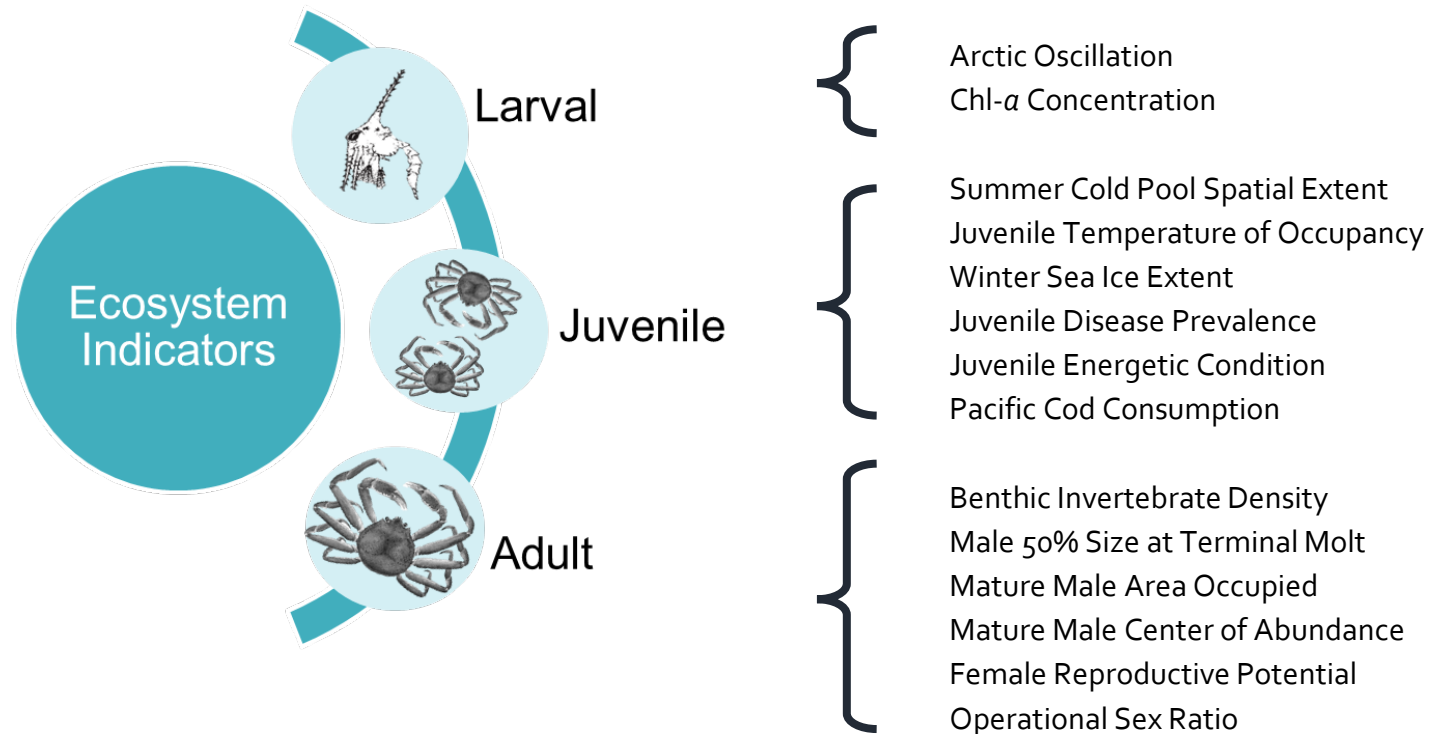 Ecosystem
Indicators
Larval
Arctic Oscillation
Chl-a Concentration
Juvenile
Summer Cold Pool Spatial Extent
Juvenile Temperature of Occupancy
Winter Sea Ice Extent
Juvenile Disease Prevalence
Juvenile Energetic Condition
Pacific Cod Consumption
Adult
Benthic Invertebrate Density
Male 50% Size at Terminal Molt
Mature Male Area Occupied
Mature Male Center of Abundance
Female Reproductive Potential
Operational Sex Ratio